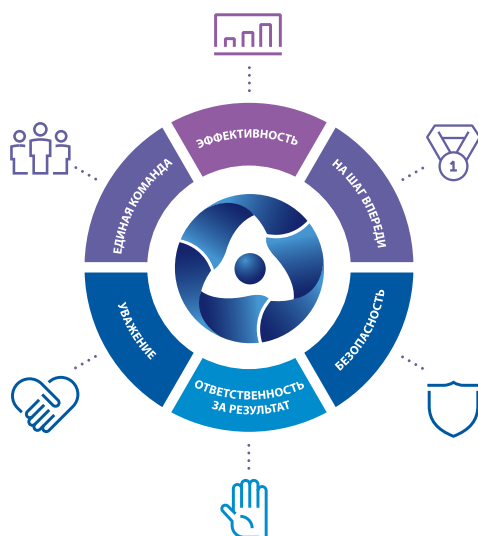 ЭФФЕКТИВНОСТЬ
НА ШАГ ВПЕРЕДИ
1
БЕЗОПАСНОСТЬ
ОТВЕТСТВЕННОСТЬ
ЗА РЕЗУЛЬТАТ
УВАЖЕНИЕ
ЕДИНАЯ КОМАНДА